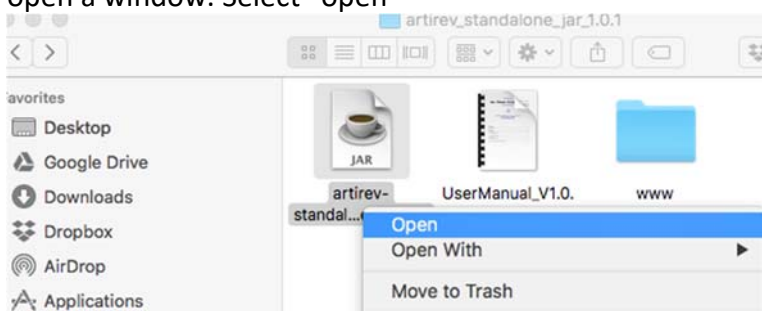 open a window. Select "open"
artirev_standalone_jar_1.0.1
avorites
Desktop
Google Drive
Downloads
Dropbox
AirDrop
Applications
JAR
artirev-
standal...
UserManual_V1.0.
www
Open
Open With
Move to Trash